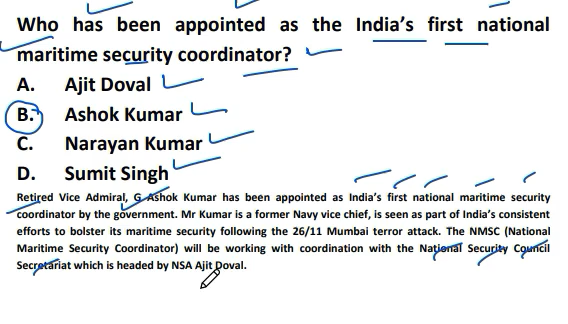 Who has been appointed as the India's first national
maritime security coordinator?
A. Ajit Doval
B. Ashok Kumar
C. Narayan Kumar
D. Sumit Singh
Retired Vice Admiral, G Ashok Kumar has been appointed as India's first national maritime security
coordinator by the government. Mr Kumar is a former Navy vice chief, is seen as part of India's consistent
efforts to bolster its maritime security following the 26/11 Mumbai terror attack. The NMSC (National
Maritime Security Coordinator) will be working with coordination with the National Security Council
Secretariat which is headed by NSA Ajit Doval.